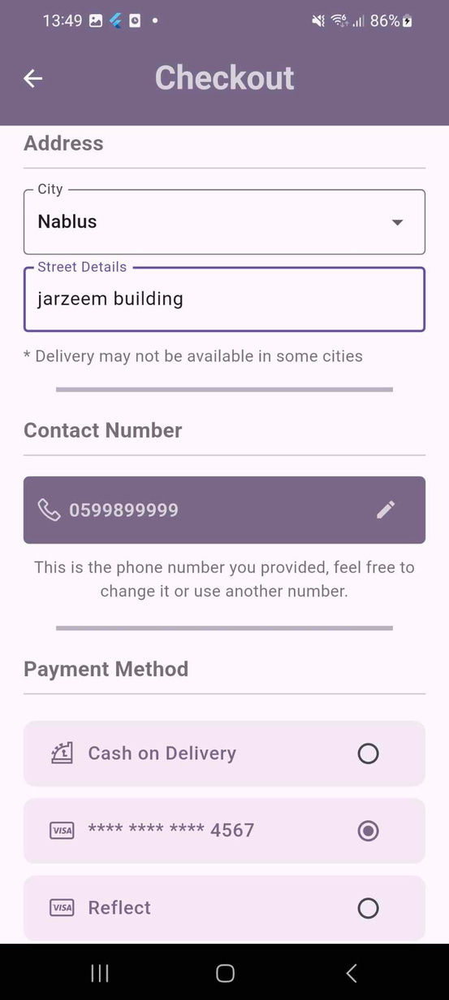 13:49
86%
Checkout
Address
City
Nablus
Street Details
jarzeem building
* Delivery may not be available in some cities
Contact Number
0599899999
This is the phone number you provided, feel free to
change it or use another number.
Payment Method
Cash on Delivery
VISA **** **** **** 4567
VISA Reflect